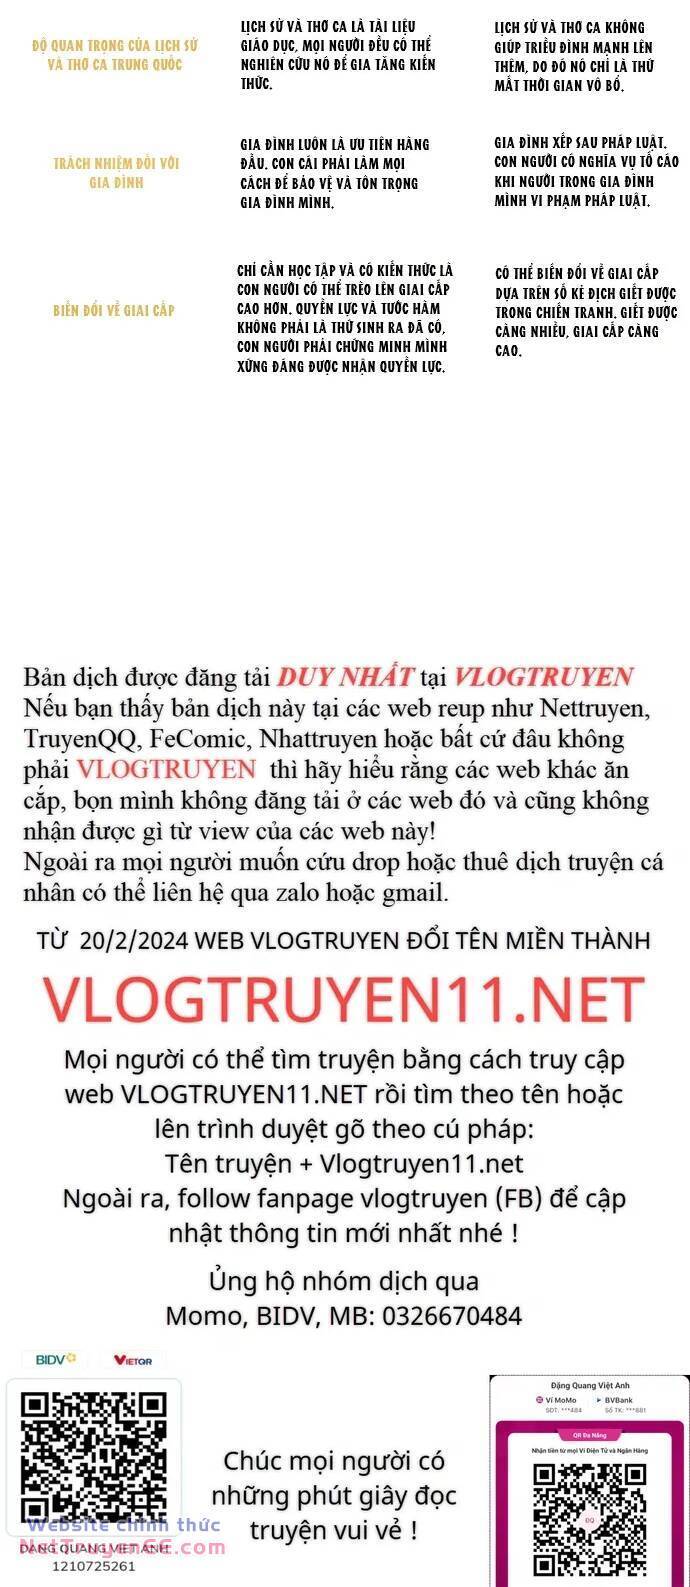 ĐỘ QUAN TRỌNG CỦA LỊCH SỬ
VÀ THƠ CA TRUNG QUỐC
LỊCH SỬ VÀ THƠ CA LÀ TÀI LIỆU
GIÁO DỤC, MỌI NGƯỜI ĐỀU CÓ THỂ
NGHIÊN CỨU NÓ ĐỂ GIA TĂNG KIẾN
THỨC.
LỊCH SỬ VÀ THƠ CA KHÔNG
GIÚP TRIỀU ĐÌNH MẠNH LÊN
THÊM, DO ĐÓ NÓ CHỈ LÀ THỨ
MẤT THỜI GIAN VÔ BỔ.
TRÁCH NHIỆM ĐỐI VỚI
GIA ĐÌNH
GIA ĐÌNH LUÔN LÀ ƯU TIÊN HÀNG
ĐẦU. CON CÁI PHẢI LÀM MỌI
CÁCH ĐỂ BẢO VỆ VÀ TÔN TRỌNG
GIA ĐÌNH MÌNH.
GIA ĐÌNH XẾP SAU PHÁP LUẬT.
CON NGƯỜI CÓ NGHĨA VỤ TỐ CÁO
KHI NGƯỜI TRONG GIA ĐÌNH
MÌNH VI PHẠM PHÁP LUẬT.
BIẾN ĐỔI VỀ GIAI CẤP
CHỈ CẦN HỌC TẬP VÀ CÓ KIẾN THỨC LÀ
CON NGƯỜI CÓ THỂ TRÈO LÊN GIAI CẤP
CAO HƠN. QUYỀN LỰC VÀ TƯỚC HÀM
KHÔNG PHẢI LÀ THỨ SINH RA ĐÃ CÓ,
CON NGƯỜI PHẢI CHỨNG MINH MÌNH
XỨNG ĐÁNG ĐƯỢC NHẬN QUYỀN LỰC.
CÓ THỂ BIẾN ĐỔI VỀ GIAI CẤP
DỰA TRÊN SỐ KẺ ĐỊCH GIẾT ĐƯỢC
TRONG CHIẾN TRANH. GIẾT ĐƯỢC
CÀNG NHIỀU, GIAI CẤP CÀNG
CAO.
Bản dịch được đăng tải DUY NHẤT tại VLOGTRUYEN
Nếu bạn thấy bản dịch này tại các web reup như Nettruyen,
TruyenQQ, FeComic, Nhattruyen hoặc bất cứ đâu không
phải VLOGTRUYEN thì hãy hiểu rằng các web khác ăn
cắp, bọn mình không đăng tải ở các web đó và cũng không
nhận được gì từ view của các web này!
Ngoài ra mọi người muốn cứu drop hoặc thuê dịch truyện cá
nhân có thể liên hệ qua zalo hoặc gmail.
TỪ 20/2/2024 WEB VLOGTRUYEN ĐỔI TÊN MIỀN THÀNH
VLOGTRUYEN11.NET
Mọi người có thể tìm truyện bằng cách truy cập
web VLOGTRUYEN11.NET rồi tìm theo tên hoặc
lên trình duyệt gõ theo cú pháp:
Tên truyện + Vlogtruyen11.net
Ngoài ra, follow fanpage vlogtruyen (FB) để cập
nhật thông tin mới nhất nhé !
Ủng hộ nhóm dịch qua
Momo, BIDV, MB: 0326670484
BIDV VIETQR
Website chính thức
NetTruyenGG.com
DANG QUANG VIET ANH
1210725261
Chúc mọi người có
những phút giây đọc
truyện vui vẻ !
Đặng Quang Việt Anh
Ví MoMo BVBank
SĐT: ***484 Số TK: ***881
QR Đa Năng
Nhận tiền từ mọi Ví Điện Tử và Ngân Hàng
ĐQ